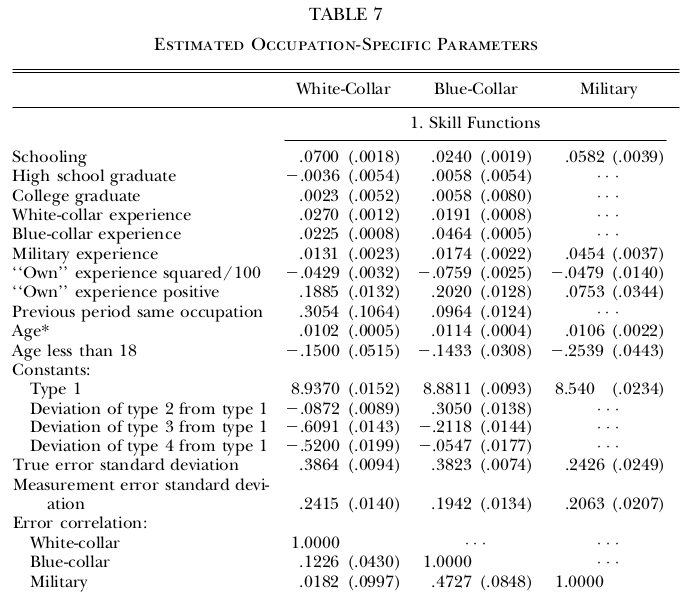 TABLE 7
ESTIMATED OCCUPATION-SPECIFIC PARAMETERS
White-Collar Blue-Collar Military
1. Skill Functions
Schooling .0700 (.0018) .0240 (.0019) .0582 (.0039)
High school graduate −.0036 (.0054) .0058 (.0054) · · ·
College graduate .0023 (.0052) .0058 (.0080) · · ·
White-collar experience .0270 (.0012) .0191 (.0008) · · ·
Blue-collar experience .0225 (.0008) .0464 (.0005) · · ·
Military experience .0131 (.0023) .0174 (.0022) .0454 (.0037)
‘‘Own’’ experience squared/100 −.0429 (.0032) −.0759 (.0025) −.0479 (.0140)
‘‘Own’’ experience positive .1885 (.0132) .2020 (.0128) .0753 (.0344)
Previous period same occupation .3054 (.1064) .0964 (.0124) · · ·
Age* .0102 (.0005) .0114 (.0004) .0106 (.0022)
Age less than 18 −.1500 (.0515) −.1433 (.0308) −.2539 (.0443)
Constants:
Type 1 8.9370 (.0152) 8.8811 (.0093) 8.540 (.0234)
Deviation of type 2 from type 1 −.0872 (.0089) .3050 (.0138) · · ·
Deviation of type 3 from type 1 −.6091 (.0143) −.2118 (.0144) · · ·
Deviation of type 4 from type 1 −.5200 (.0199) −.0547 (.0177) · · ·
True error standard deviation .3864 (.0094) .3823 (.0074) .2426 (.0249)
Measurement error standard devi-
ation .2415 (.0140) .1942 (.0134) .2063 (.0207)
Error correlation:
White-collar 1.0000 · · · · · ·
Blue-collar .1226 (.0430) 1.0000 · · ·
Military .0182 (.0997) .4727 (.0848) 1.0000